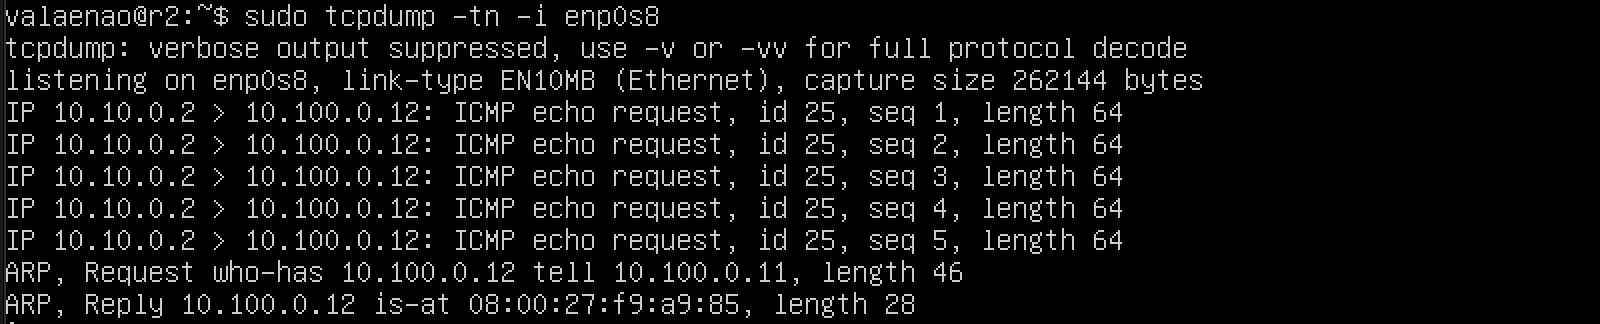 valaenao@r2:~$ sudo tcpdump -tn -i enp0s8
tcpdump: verbose output suppressed, use -v or -vv for full protocol decode
listening on enp0s8, link-type EN10MB (Ethernet), capture size 262144 bytes
IP 10.10.0.2 > 10.100.0.12: ICMP echo request, id 25, seq 1, length 64
IP 10.10.0.2 > 10.100.0.12: ICMP echo request, id 25, seq 2, length 64
IP 10.10.0.2 > 10.100.0.12: ICMP echo request, id 25, seq 3, length 64
IP 10.10.0.2 > 10.100.0.12: ICMP echo request, id 25, seq 4, length 64
IP 10.10.0.2 > 10.100.0.12: ICMP echo request, id 25, seq 5, length 64
ARP, Request who-has 10.100.0.12 tell 10.100.0.11, length 46
ARP, Reply 10.100.0.12 is-at 08:00:27:f9:a9:85, length 28